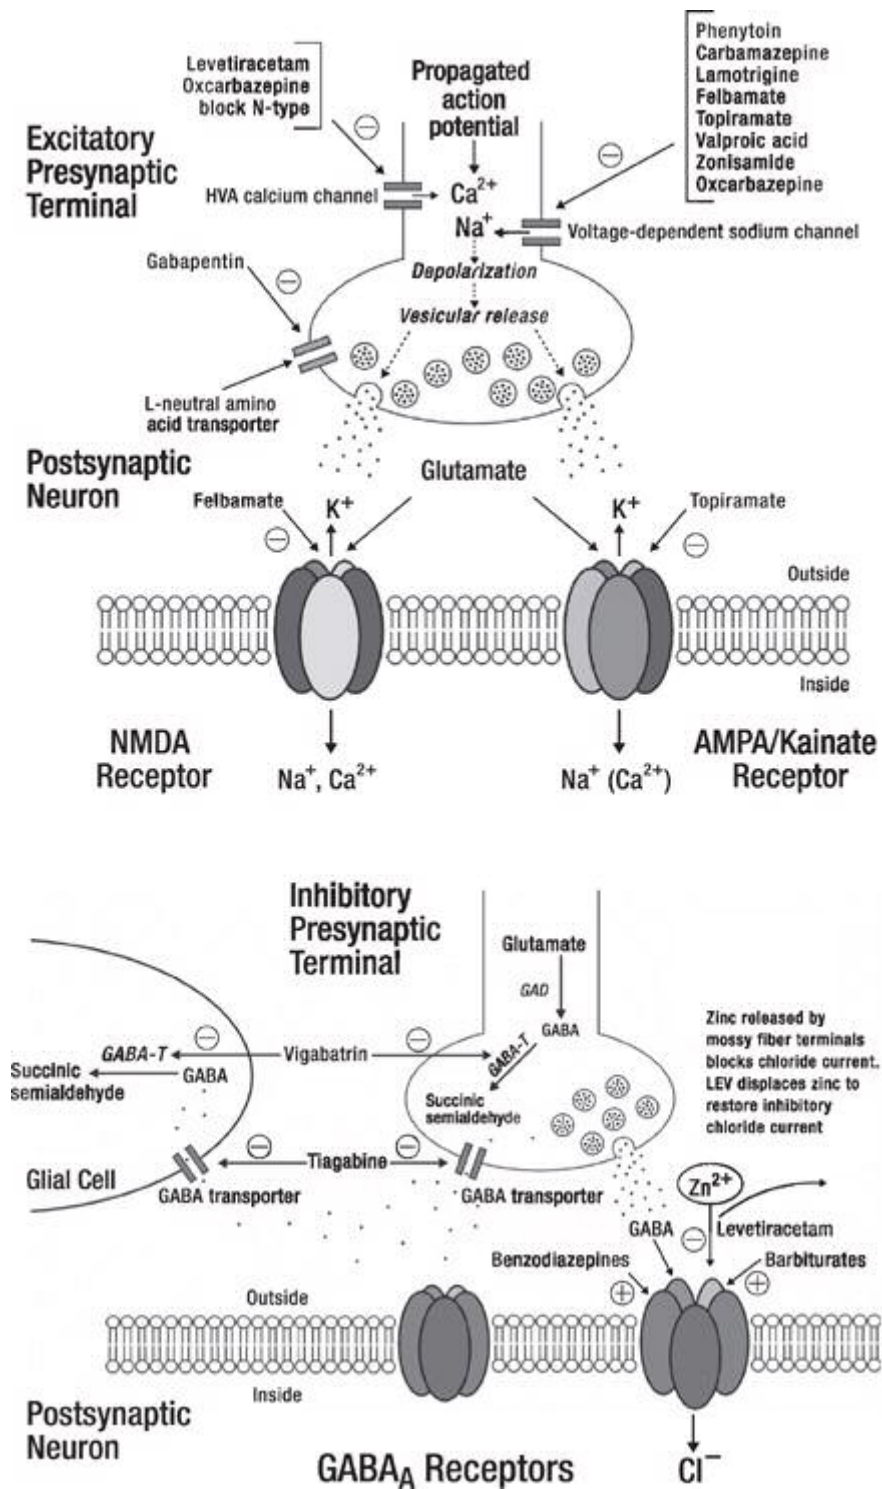 Levetiracetam
Oxcarbazepine
block N-type
Propagated
action
potential
Phenytoin
Carbamazepine
Lamotrigine
Felbamate
Topiramate
Valproic acid
Zonisamide
Oxcarbazepine
Excitatory
Presynaptic
Terminal
HVA calcium channel
Ca²⁺
Na⁺
Voltage-dependent sodium channel
Depolarization
Gabapentin
Vesicular release
L-neutral amino
acid transporter
Postsynaptic
Neuron
Glutamate
Felbamate
K⁺
K⁺
Topiramate
Outside
Inside
NMDA
Receptor
Na⁺, Ca²⁺
Na⁺ (Ca²⁺)
AMPA/Kainate
Receptor
Inhibitory
Presynaptic
Terminal
Glutamate
GAD
GABA
GABA-T
Succinic
semialdehyde
GABA-T
Vigabatrin
Succinic
semialdehyde
GABA
Zinc released by
mossy fiber terminals
blocks chloride current.
LEV displaces zinc to
restore inhibitory
chloride current
Glial Cell
Tiagabine
GABA transporter
GABA transporter
Zn²⁺
GABA
Levetiracetam
Benzodiazepines
Barbiturates
Outside
Inside
Postsynaptic
Neuron
GABA_A Receptors
Cl⁻